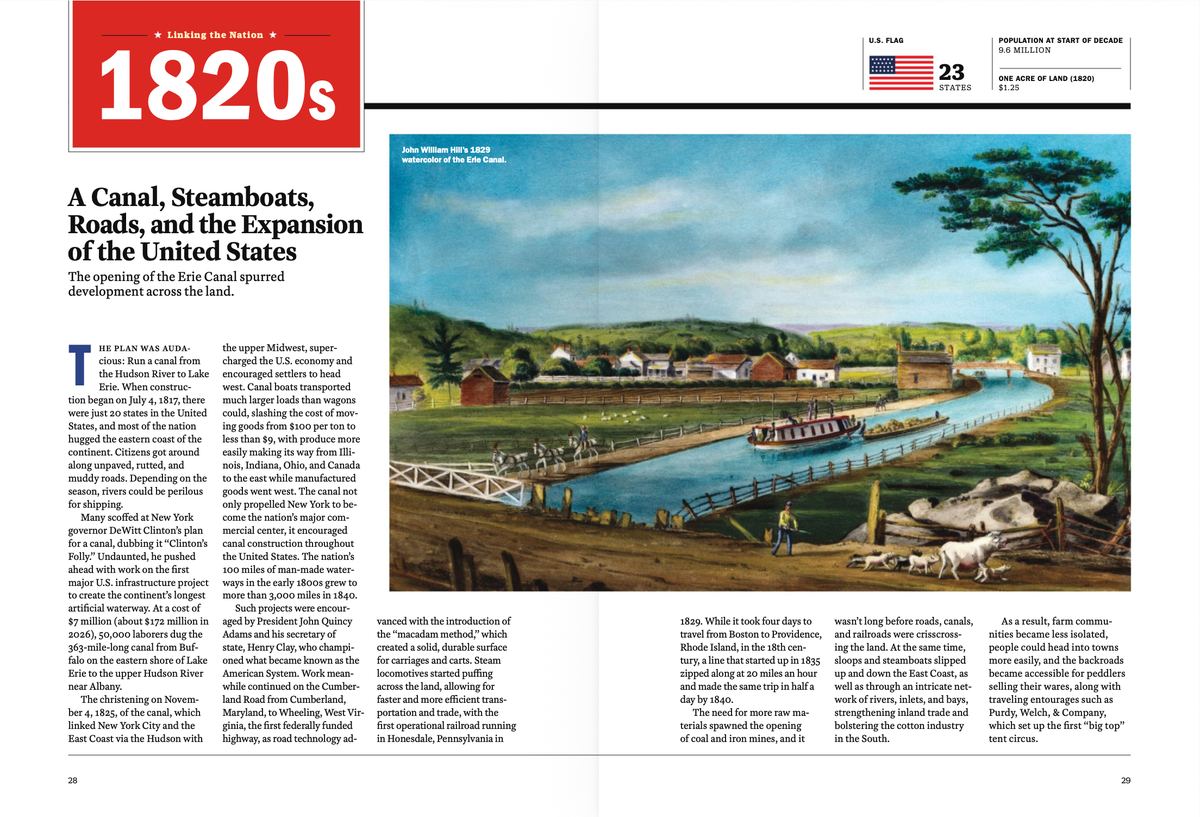 ★ Linking the Nation ★
1820s
U.S. FLAG
23
STATES
POPULATION AT START OF DECADE
9.6 MILLION
ONE ACRE OF LAND (1820)
$1.25
John William Hill's 1829
watercolor of the Erie Canal.
A Canal, Steamboats,
Roads, and the Expansion
of the United States
The opening of the Erie Canal spurred
development across the land.
THE PLAN WAS AUDA-
cious: Run a canal from
the Hudson River to Lake
Erie. When construc-
tion began on July 4, 1817, there
were just 20 states in the United
States, and most of the nation
hugged the eastern coast of the
continent. Citizens got around
along unpaved, rutted, and
muddy roads. Depending on the
season, rivers could be perilous
for shipping.
Many scoffed at New York
governor DeWitt Clinton's plan
for a canal, dubbing it "Clinton's
Folly." Undaunted, he pushed
ahead with work on the first
major U.S. infrastructure project
to create the continent's longest
artificial waterway. At a cost of
$7 million (about $172 million in
2026), 50,000 laborers dug the
363-mile-long canal from Buf-
falo on the eastern shore of Lake
Erie to the upper Hudson River
near Albany.
The christening on Novem-
ber 4, 1825, of the canal, which
linked New York City and the
East Coast via the Hudson with
the upper Midwest, super-
charged the U.S. economy and
encouraged settlers to head
west. Canal boats transported
much larger loads than wagons
could, slashing the cost of mov-
ing goods from $100 per ton to
less than $9, with produce more
easily making its way from Illi-
nois, Indiana, Ohio, and Canada
to the east while manufactured
goods went west. The canal not
only propelled New York to be-
come the nation's major com-
mercial center, it encouraged
canal construction throughout
the United States. The nation's
100 miles of man-made water-
ways in the early 1800s grew to
more than 3,000 miles in 1840.
Such projects were encour-
aged by President John Quincy
Adams and his secretary of
state, Henry Clay, who champi-
oned what became known as the
American System. Work mean-
while continued on the Cumber-
land Road from Cumberland,
Maryland, to Wheeling, West Vir-
ginia, the first federally funded
highway, as road technology ad-
vanced with the introduction of
the "macadam method," which
created a solid, durable surface
for carriages and carts. Steam
locomotives started puffing
across the land, allowing for
faster and more efficient trans-
portation and trade, with the
first operational railroad running
in Honesdale, Pennsylvania in
1829. While it took four days to
travel from Boston to Providence,
Rhode Island, in the 18th cen-
tury, a line that started up in 1835
zipped along at 20 miles an hour
and made the same trip in half a
day by 1840.
The need for more raw ma-
terials spawned the opening
of coal and iron mines, and it
wasn't long before roads, canals,
and railroads were crisscross-
ing the land. At the same time,
sloops and steamboats slipped
up and down the East Coast, as
well as through an intricate net-
work of rivers, inlets, and bays,
strengthening inland trade and
bolstering the cotton industry
in the South.
As a result, farm commu-
nities became less isolated,
people could head into towns
more easily, and the backroads
became accessible for peddlers
selling their wares, along with
traveling entourages such as
Purdy, Welch, & Company,
which set up the first "big top"
tent circus.
28
29